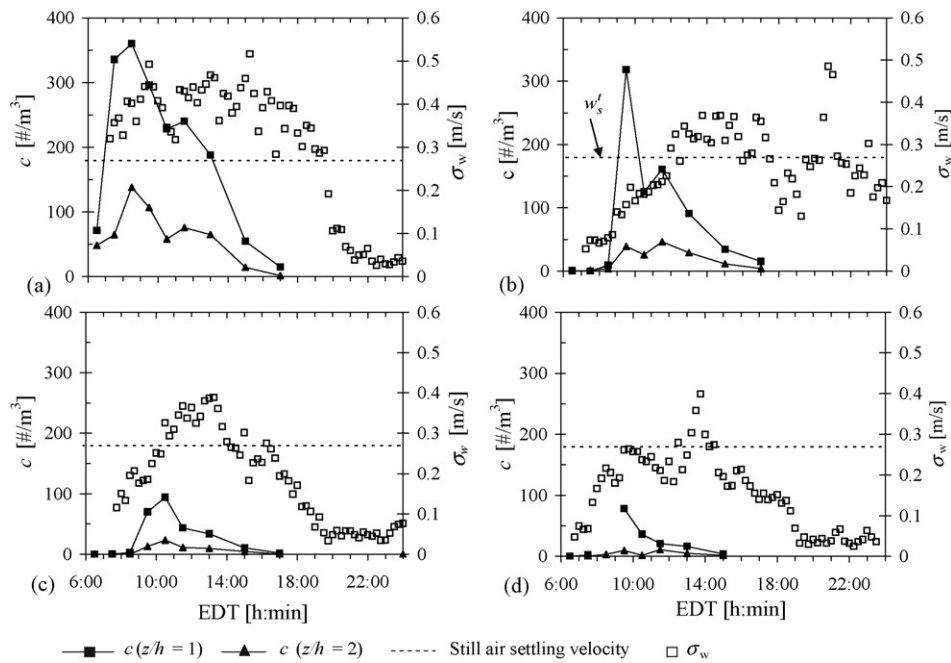 400
300
200
100
0
c [#/m³]
(a)
0.6
0.5
0.4
0.3
0.2
0.1
0
σw [m/s]
400
300
200
100
0
c [#/m³]
(b)
wₛᵗ
0.6
0.5
0.4
0.3
0.2
0.1
0
σw [m/s]
400
300
200
100
0
c [#/m³]
(c)
0.6
0.5
0.4
0.3
0.2
0.1
0
σw [m/s]
6:00 10:00 14:00 18:00 22:00
EDT [h:min]
400
300
200
100
0
c [#/m³]
(d)
0.6
0.5
0.4
0.3
0.2
0.1
0
σw [m/s]
6:00 10:00 14:00 18:00 22:00
EDT [h:min]
c (z/h = 1) c (z/h = 2) Still air settling velocity σw